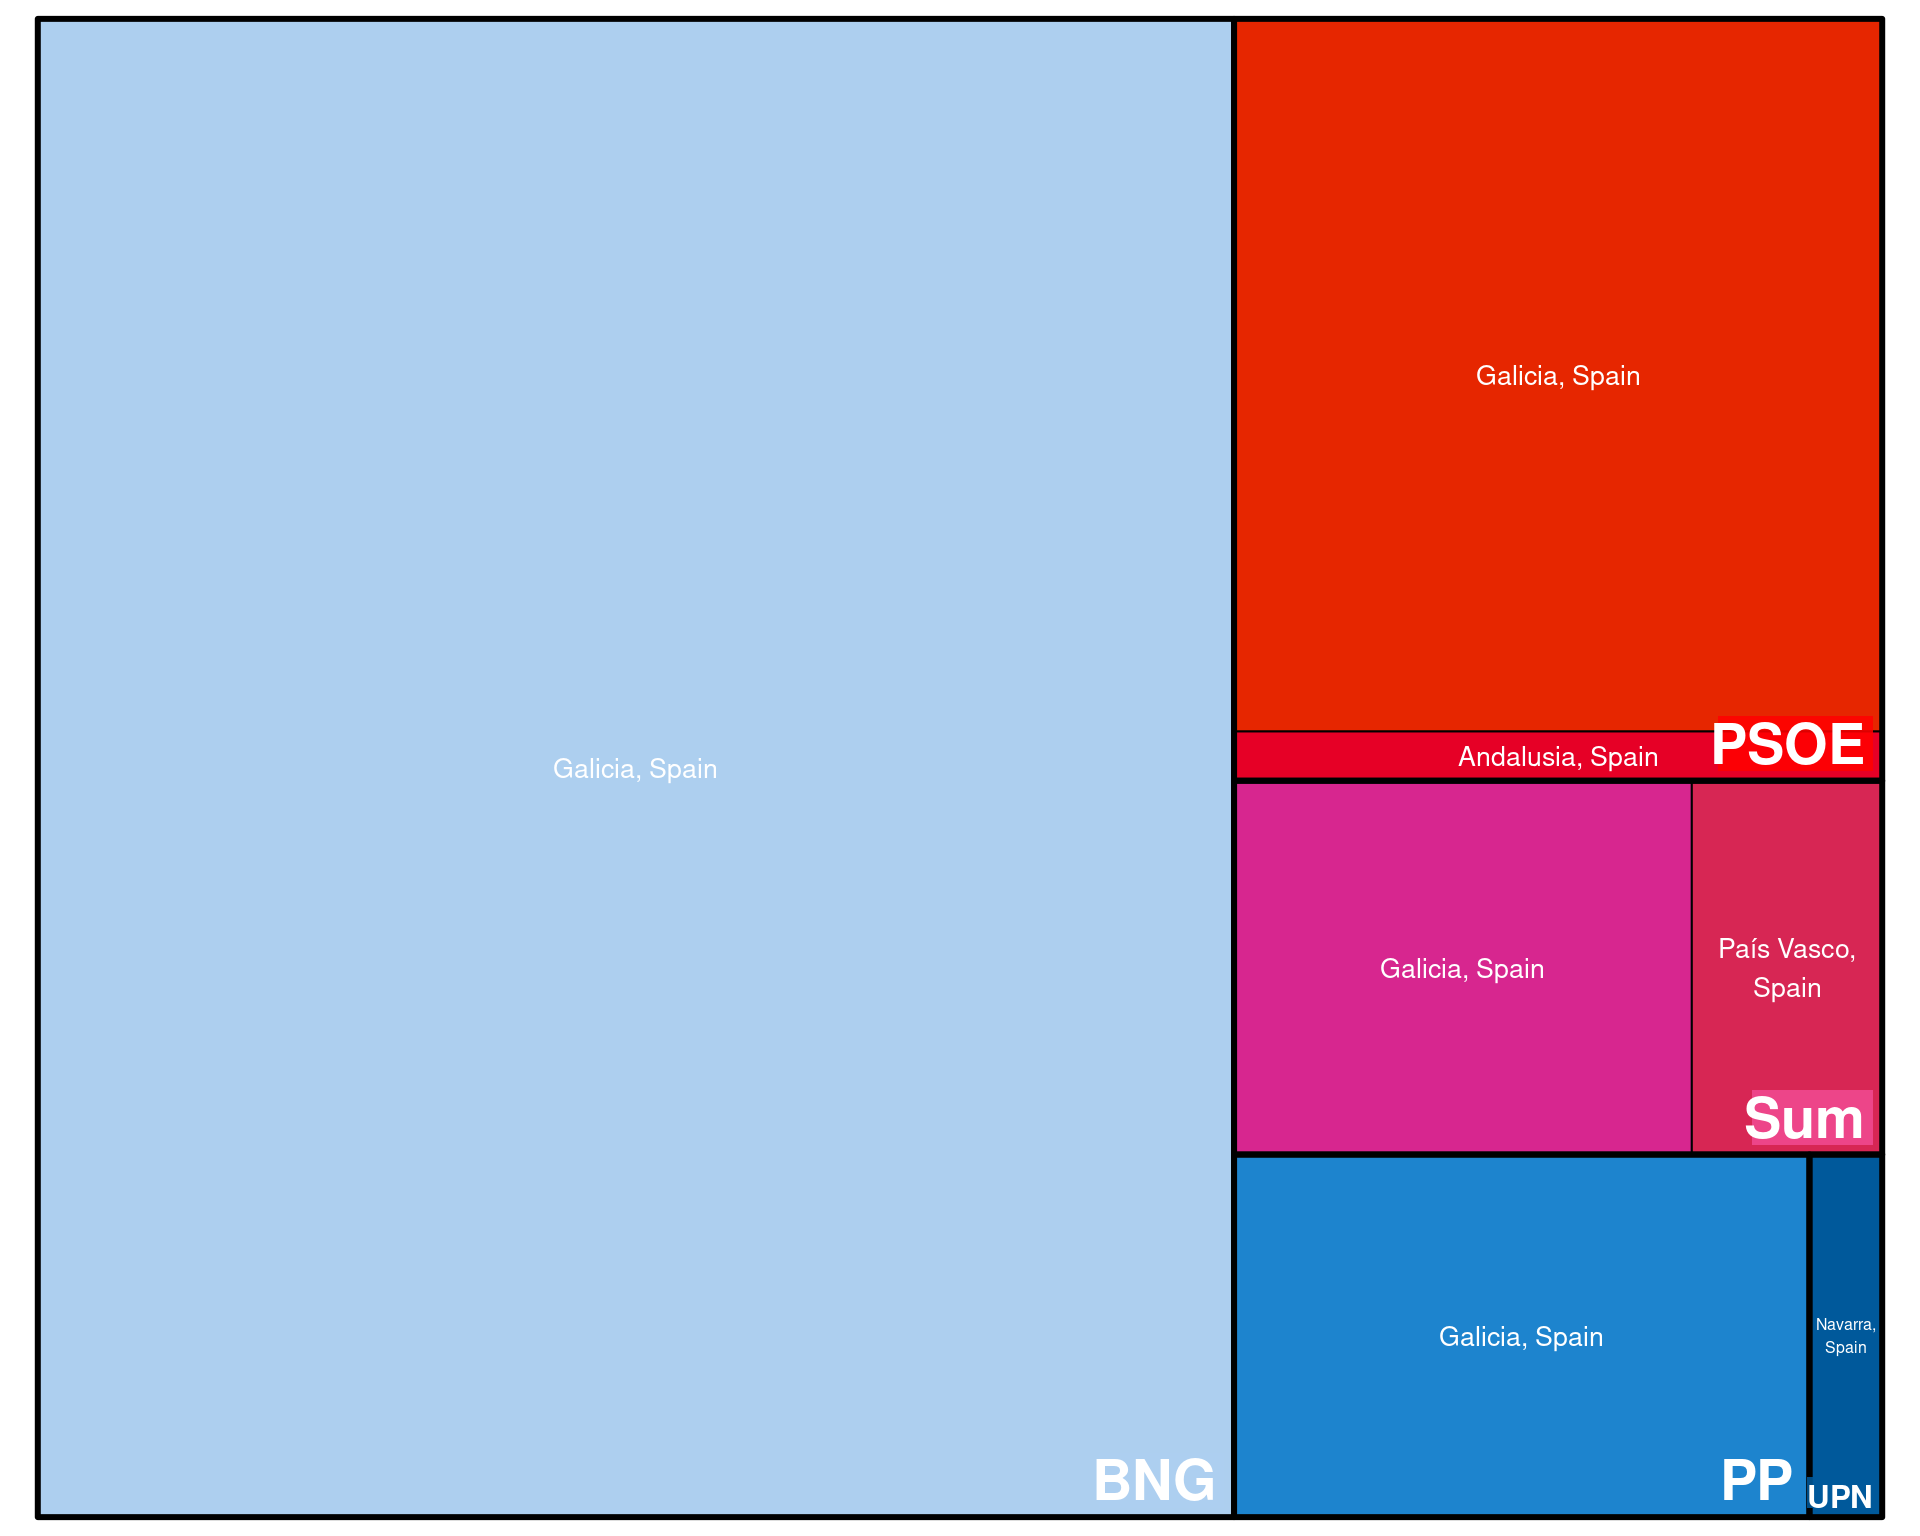 Galicia, Spain
BNG
Galicia, Spain
Andalusia, Spain
PSOE
Galicia, Spain
País Vasco,
Spain
Sum
Galicia, Spain
PP
Navarra,
Spain
UPN